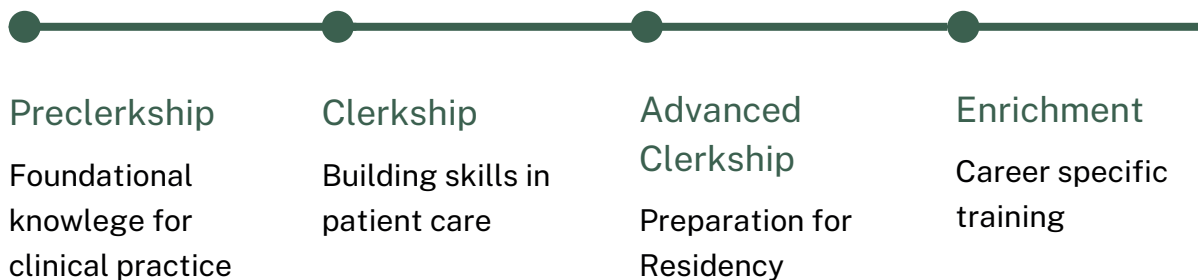 Preclerkship
Foundational
knowlege for
clinical practice
Clerkship
Building skills in
patient care
Advanced
Clerkship
Preparation for
Residency
Enrichment
Career specific
training